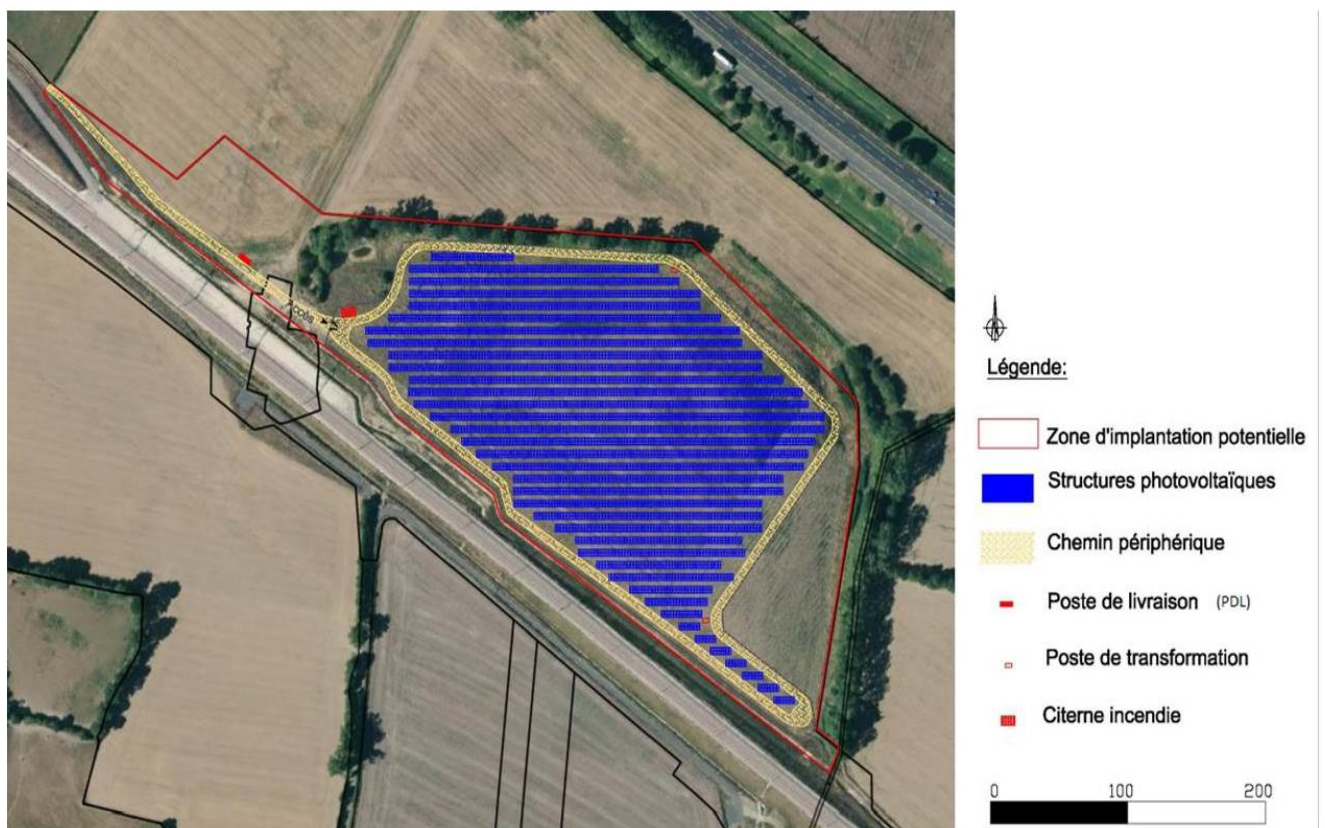 Accès
Légende:
Zone d'implantation potentielle
Structures photovoltaïques
Chemin périphérique
Poste de livraison (PDL)
Poste de transformation
Citerne incendie
0 100 200